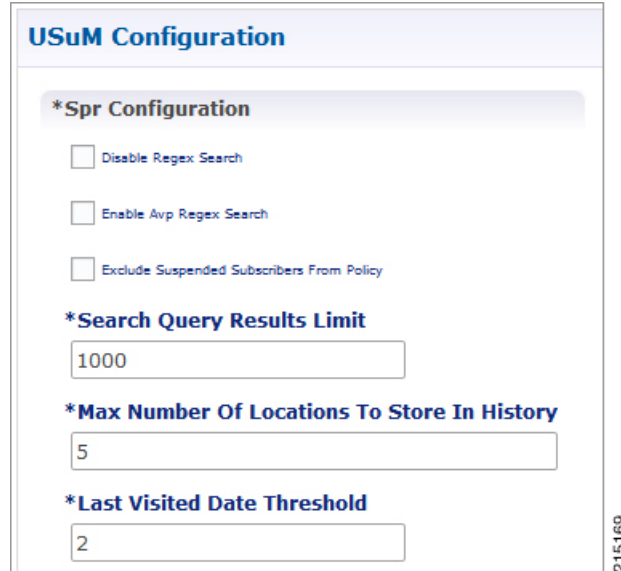 USuM Configuration
*Spr Configuration
Disable Regex Search
Enable Avp Regex Search
Exclude Suspended Subscribers From Policy
*Search Query Results Limit
1000
*Max Number Of Locations To Store In History
5
*Last Visited Date Threshold
2
215169